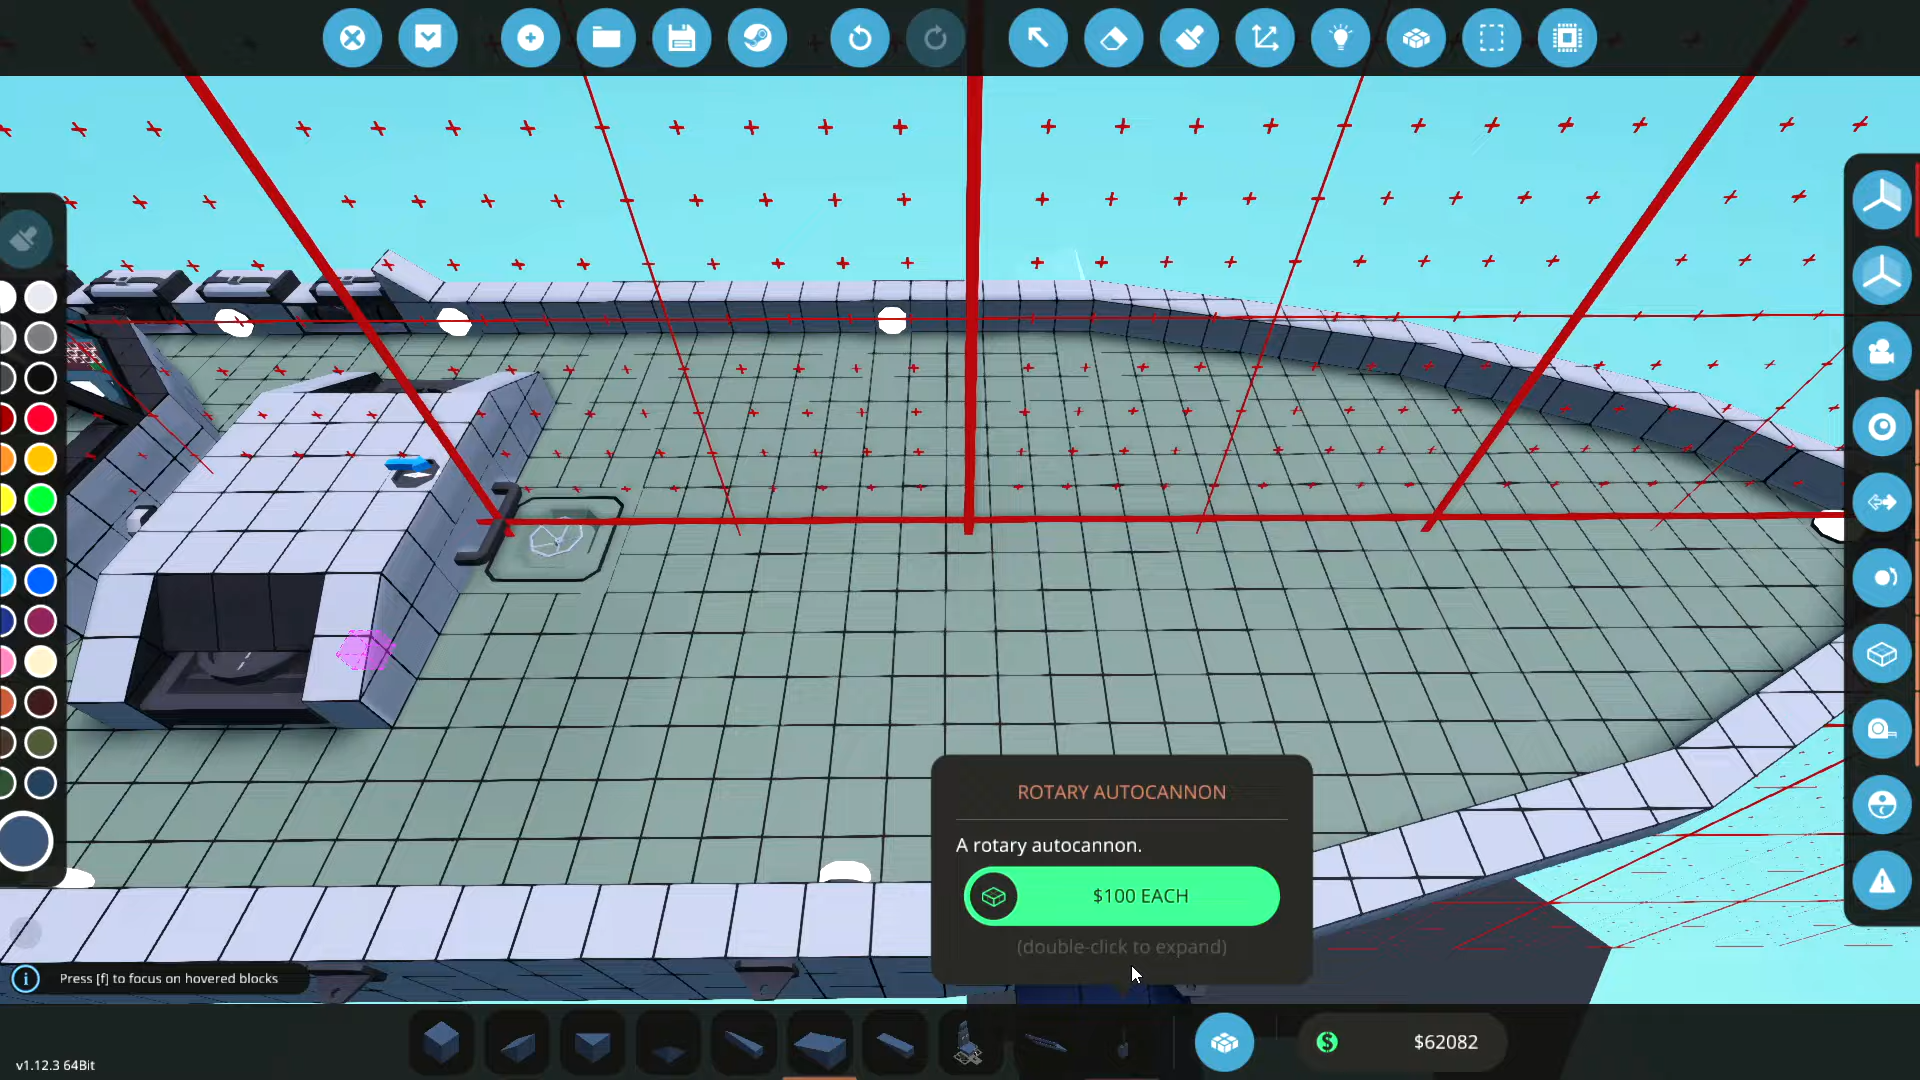 ROTARY AUTOCANNON
A rotary autocannon.
$100 EACH
(double-click to expand)
Press [f] to focus on hovered blocks
$62082
v1.12.3 64Bit